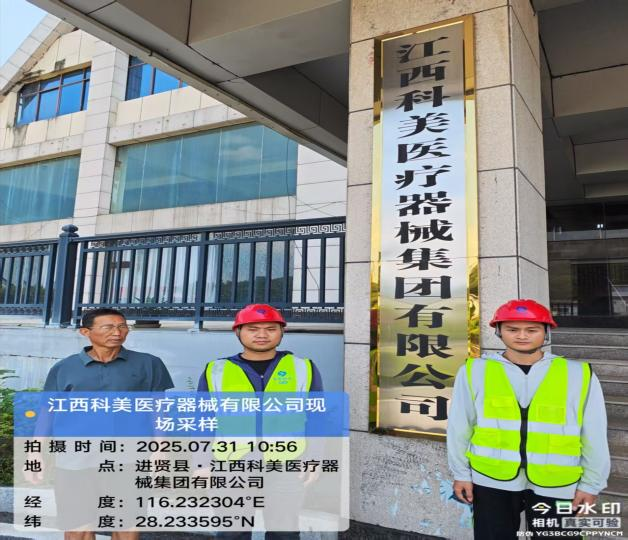 江西科美医疗器械集团有限公司
江西科美医疗器械有限公司现
场采样
拍摄时间：2025.07.31 10:56
地点：进贤县·江西科美医疗器
械集团有限公司
经度：116.232304°E
纬度：28.233595°N
今日水印
相机 真实可验
防伪 YG3BCG9CPPYNCM